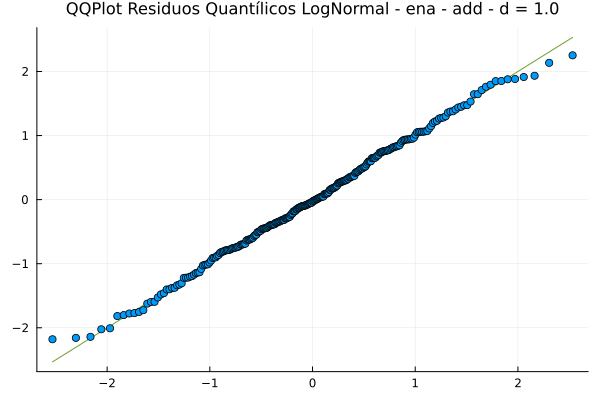 QQPlot Residuos Quantílicos LogNormal - ena - add - d = 1.0
2
1
0
−1
−2
−2 −1 0 1 2